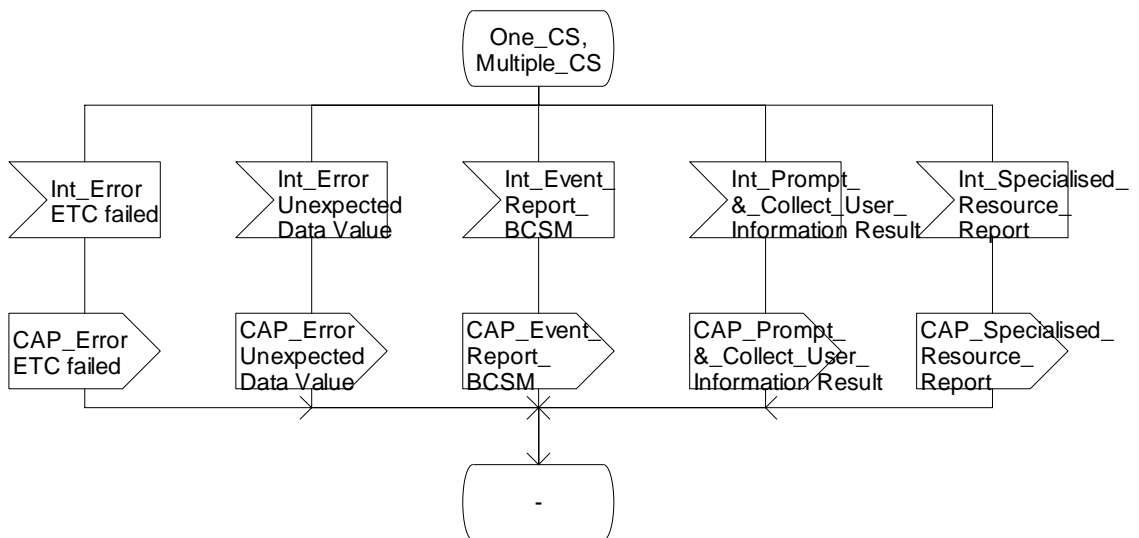 One_CS,
Multiple_CS
Int_Error
ETC failed
Int_Error
Unexpected
Data Value
Int_Event_
Report_
BCSM
Int_Prompt_
&_Collect_User_
Information Result
Int_Specialised_
Resource_
Report
CAP_Error
ETC failed
CAP_Error
Unexpected
Data Value
CAP_Event_
Report_
BCSM
CAP_Prompt_
&_Collect_User_
Information Result
CAP_Specialised_
Resource_
Report
-